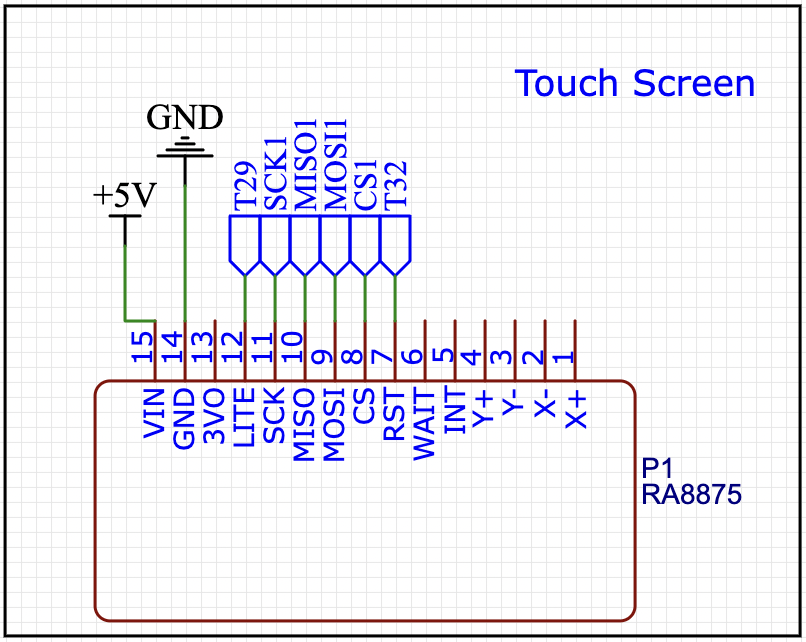 Touch Screen
GND
+5V
T29
SCK1
MISO1
MOSI1
CS1
T32
15
14
13
12
11
10
9
8
7
6
5
4
3
2
1
VIN
GND
3VO
LITE
SCK
MISO
MOSI
CS
RST
WAIT
INT
Y+
Y-
X-
X+
P1
RA8875